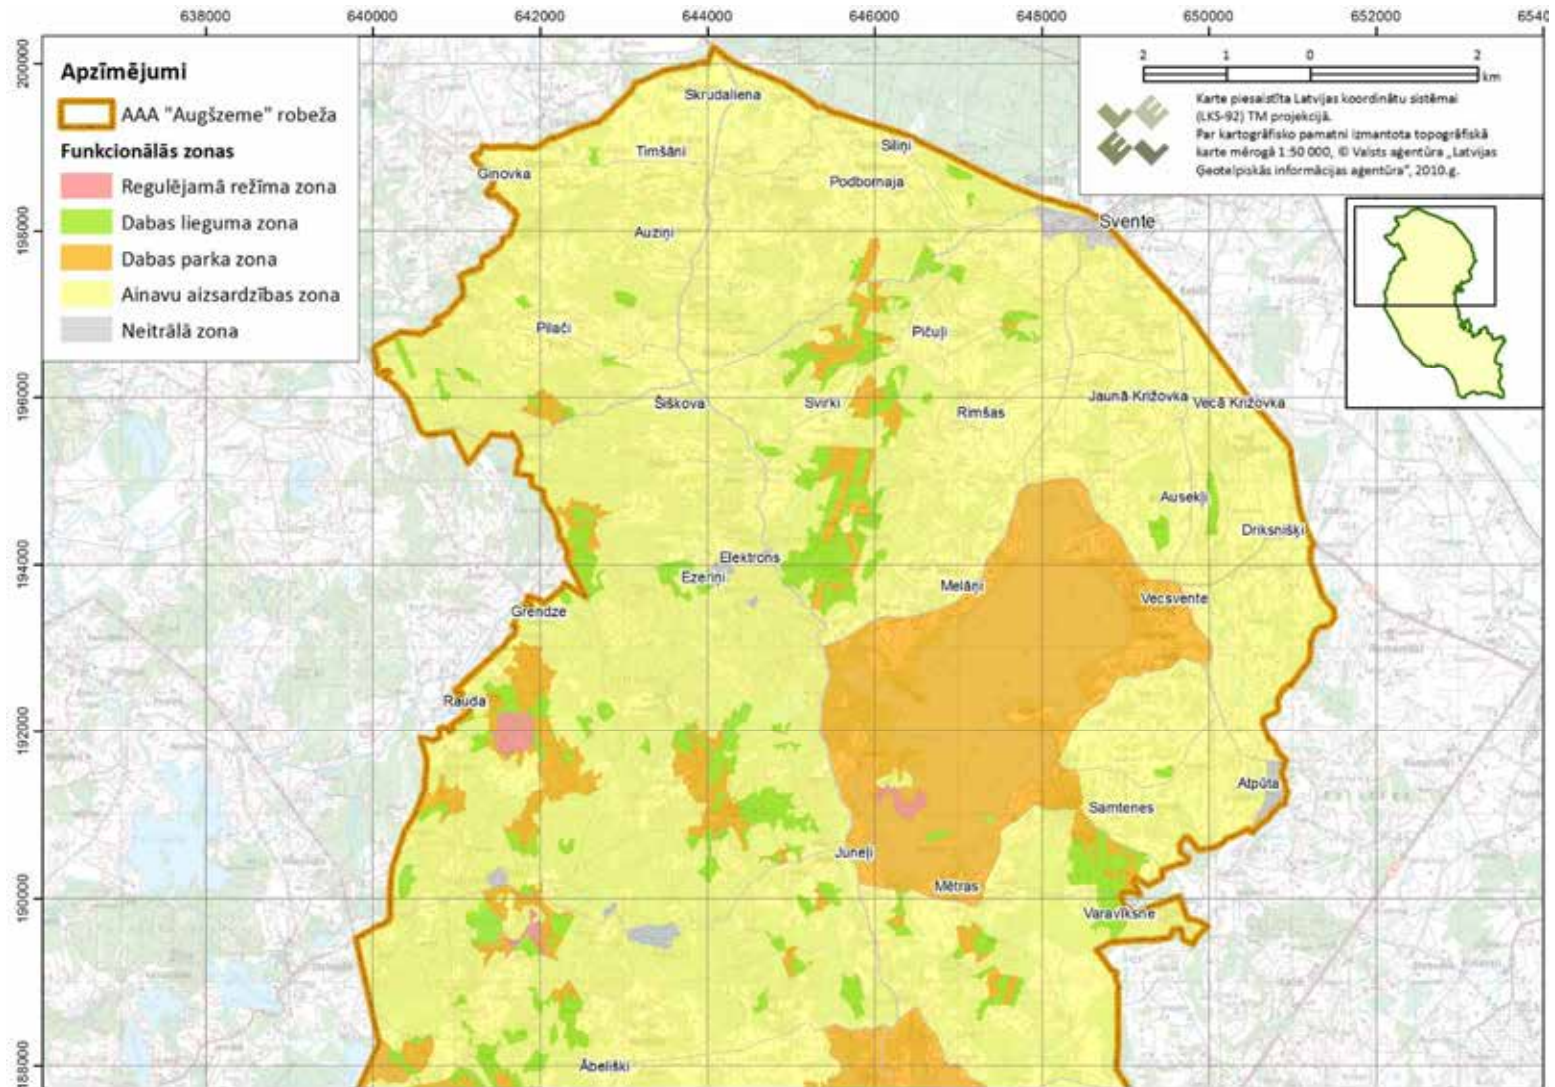 638000 640000 642000 644000 646000 648000 650000 652000
200000
198000
196000
194000
192000
190000
188000
Apzīmējumi
AAA "Augšzeme" robeža
Funkcionālās zonas
Regulējamā režīma zona
Dabas lieguma zona
Dabas parka zona
Ainavu aizsardzības zona
Neitrālā zona
2 1 0 2
km
Karte piesaistīta Latvijas koordinātu sistēmai
(LKS-92) TM projekcijā.
Par kartogrāfisko pamatni izmantota topogrāfiskā
karte mērogā 1:50 000, © Valsts aģentūra „Latvijas
Ģeotelpiskās informācijas aģentūra", 2010.g.
Skrudaliena
Timšāni
Siliņi
Ginovka
Podbornaja
Svente
Auziņi
Pilači
Pičuļi
Šiškova
Svirki
Rimšas
Jaunā Križovka
Vecā Križovka
Ausekļi
Driksnišķi
Elektrons
Ezeriņi
Melāņi
Vecsvente
Grendze
Rauda
Atpūta
Samtenes
Juneļi
Mētras
Varavīksne
Ābeliški